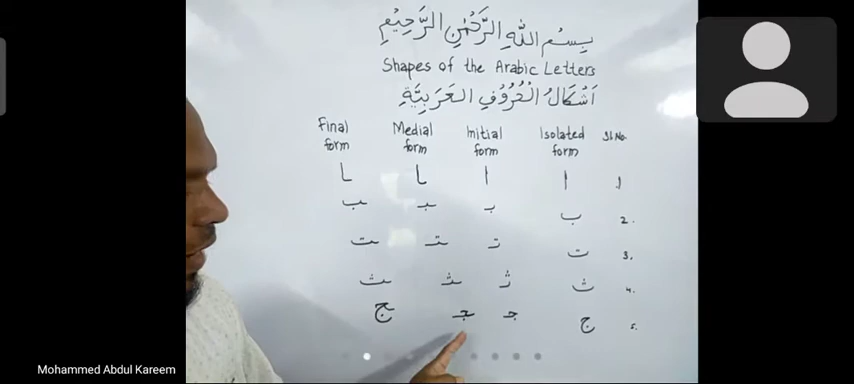 بِسْمِ اللهِ الرَّحْمٰنِ الرَّحِيْمِ
Shapes of the Arabic Letters
اَشْكَالُ الْحُرُوُفِ الْعَرَبِيَّةِ
Final form Medial form Initial form Isolated form Sl.No.
ـا ـا ا ا 1.
ـب ـبـ بـ ب 2.
ـت ـتـ تـ ت 3.
ـث ـثـ ثـ ث 4.
ـج ـجـ جـ ج 5.
Mohammed Abdul Kareem